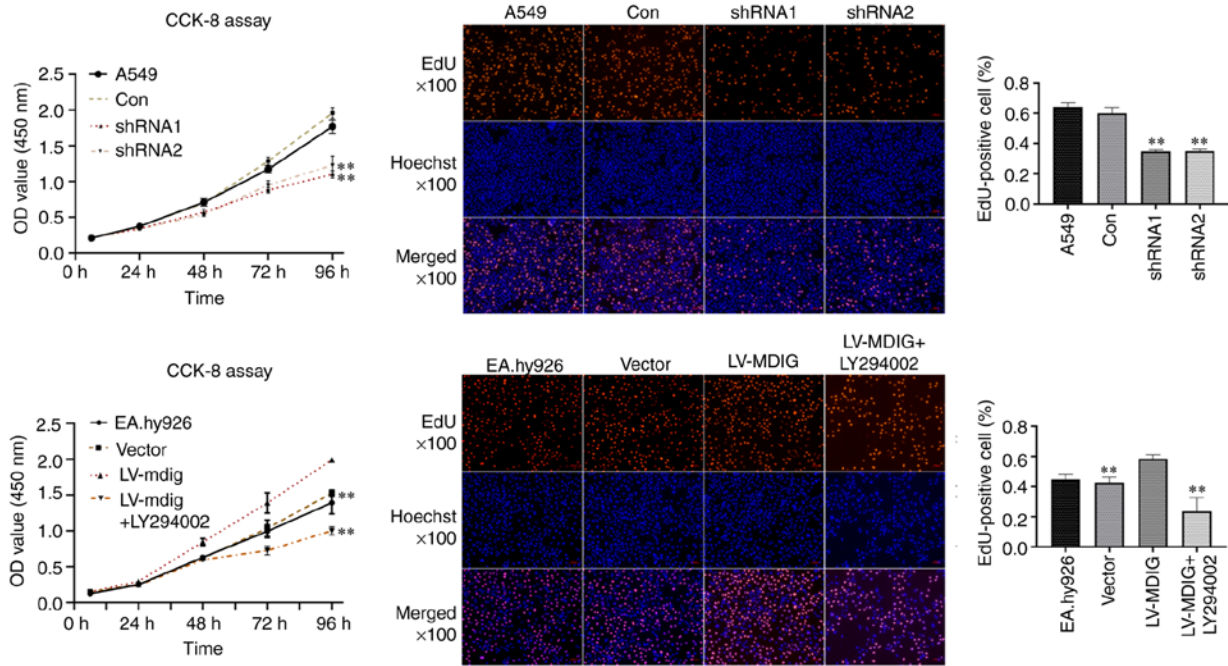 CCK-8 assay
OD value (450 nm)
2.5
2.0
1.5
1.0
0.5
0.0
A549
Con
shRNA1
shRNA2
**
**
0 h 24 h 48 h 72 h 96 h
Time
A549 Con shRNA1 shRNA2
EdU
×100
Hoechst
×100
Merged
×100
EdU-positive cell (%)
0.8
0.6
0.4
0.2
0.0
** **
A549 Con shRNA1 shRNA2
CCK-8 assay
OD value (450 nm)
2.5
2.0
1.5
1.0
0.5
0.0
EA.hy926
Vector
LV-mdig
LV-mdig
+LY294002
**
**
0 h 24 h 48 h 72 h 96 h
Time
EA.hy926 Vector LV-MDIG LV-MDIG+
LY294002
EdU
×100
Hoechst
×100
Merged
×100
EdU-positive cell (%)
0.8
0.6
0.4
0.2
0.0
** **
EA.hy926 Vector LV-MDIG LV-MDIG+
LY294002